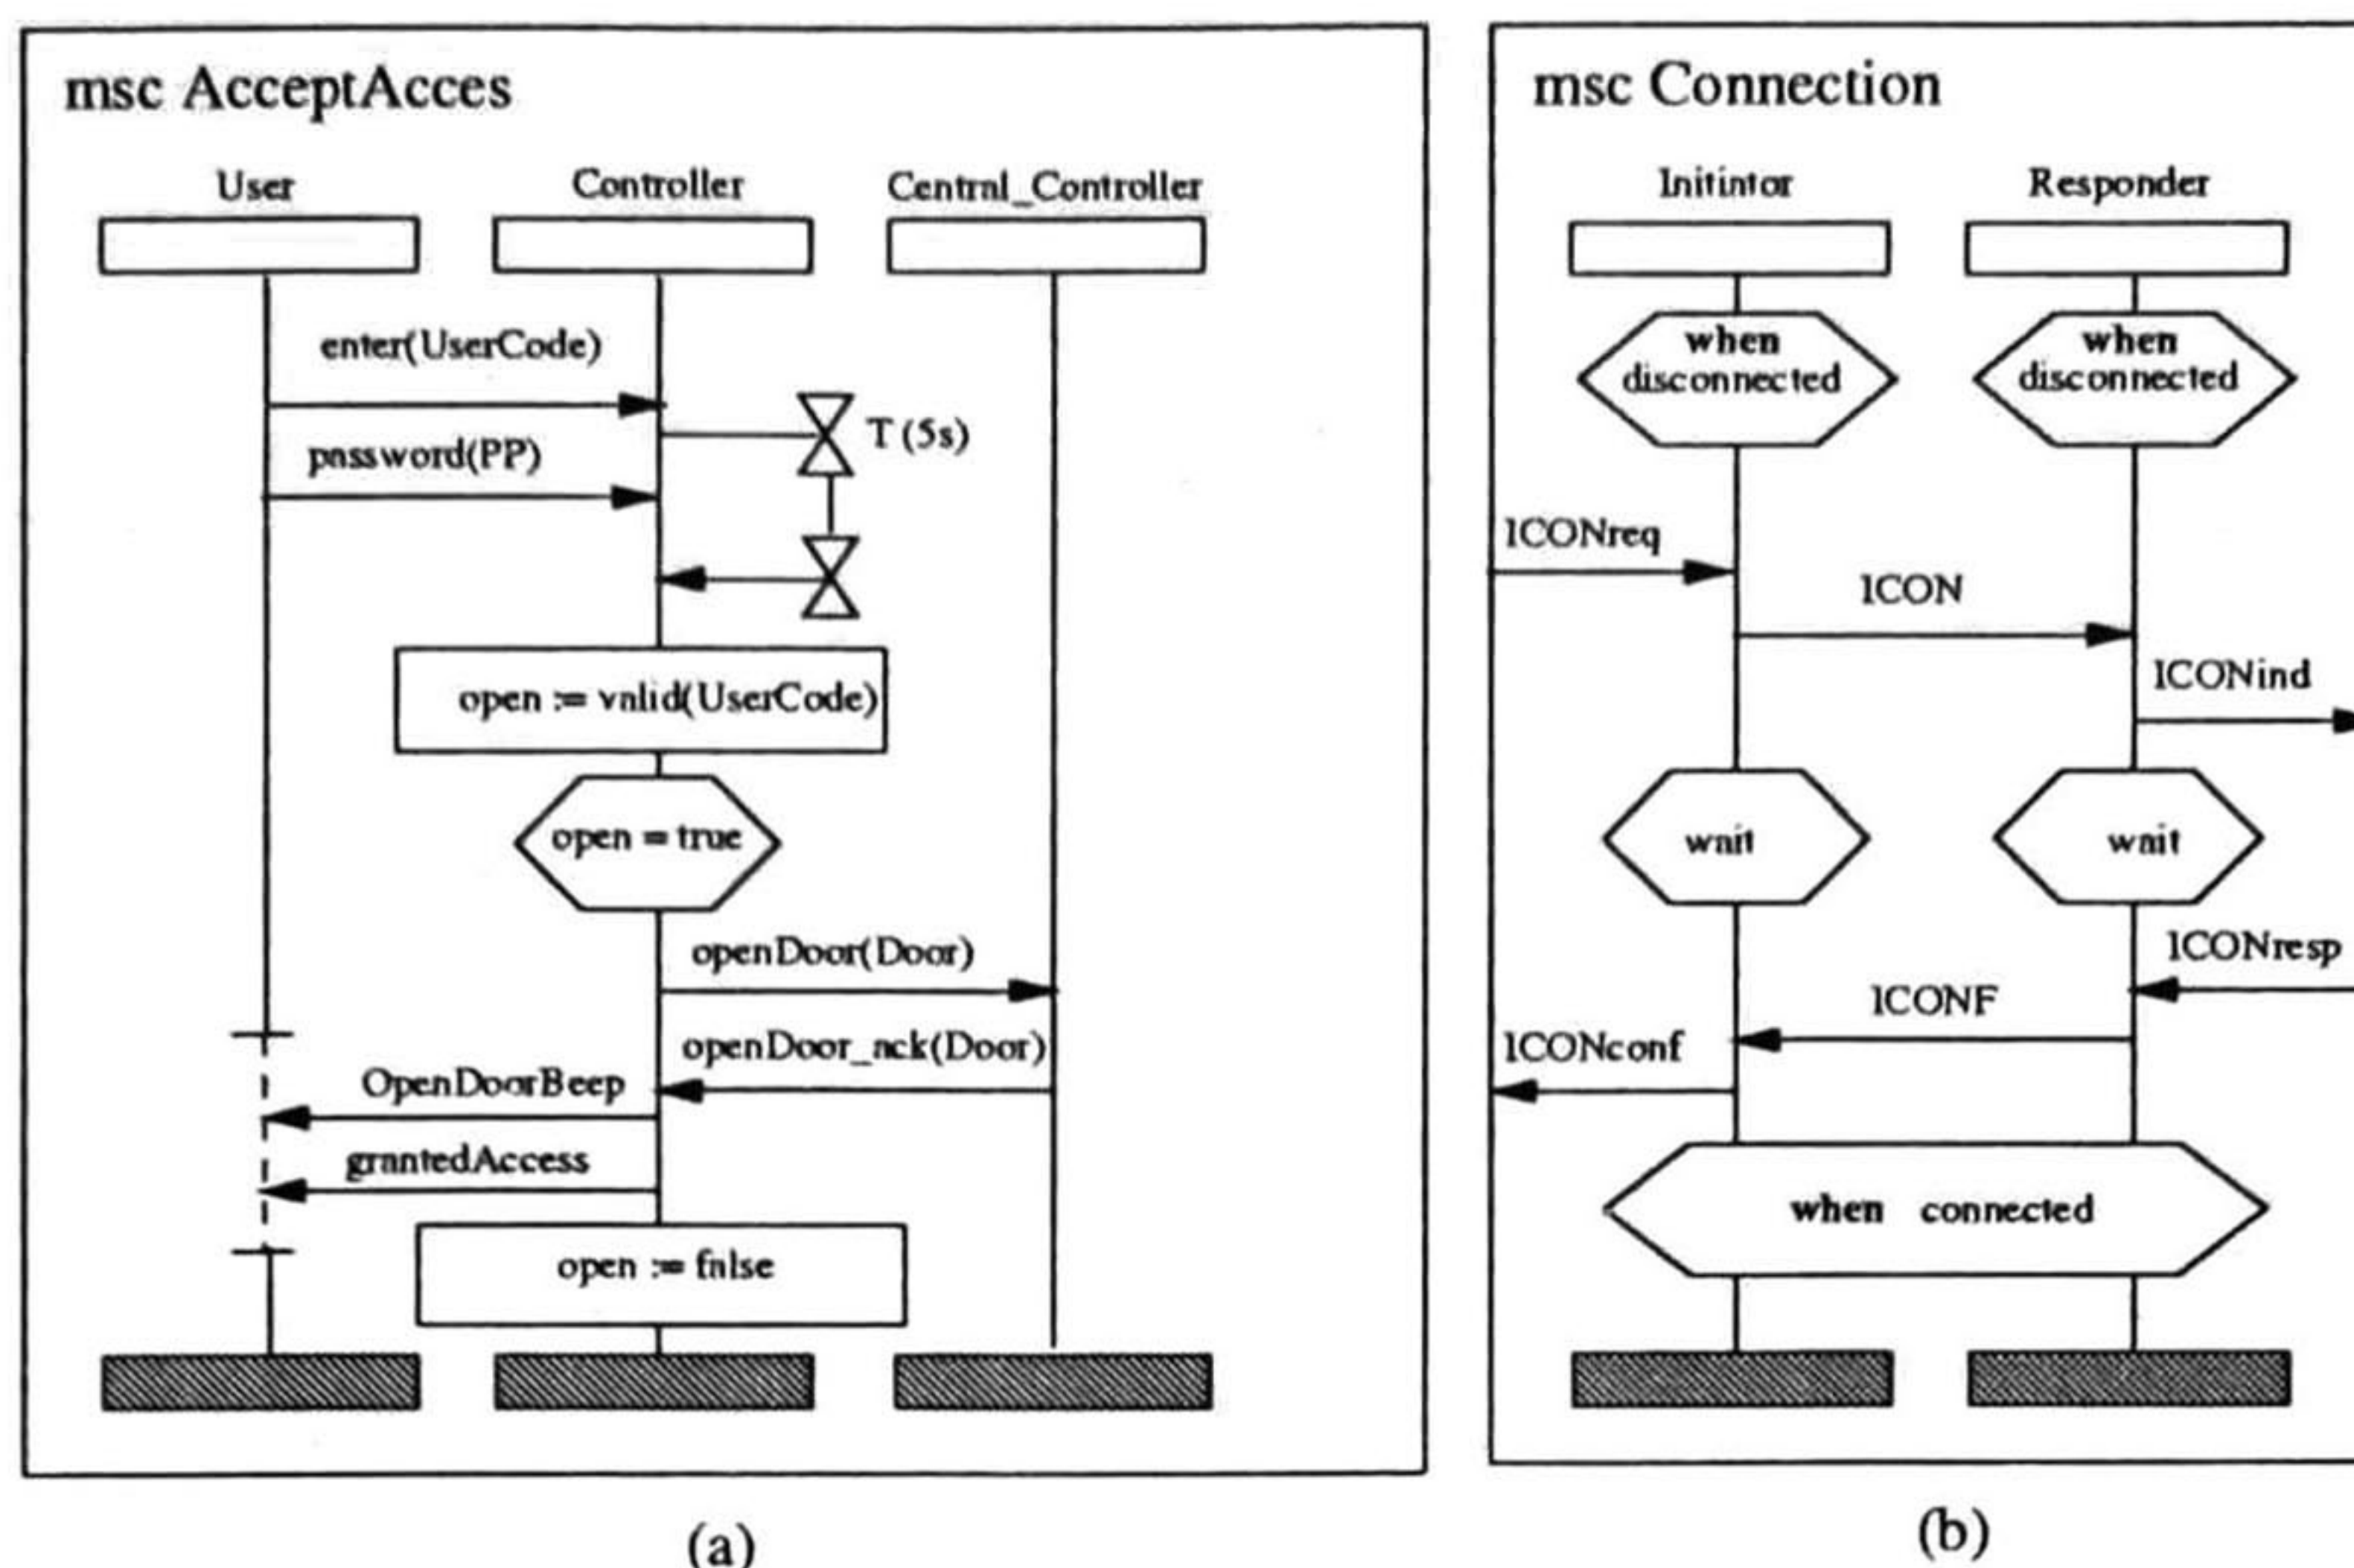 msc AcceptAcces
User
Controller
Central_Controller
enter(UserCode)
T (5s)
password(PP)
open := valid(UserCode)
open = true
openDoor(Door)
openDoor_ack(Door)
OpenDoorBeep
grantedAccess
open := false
(a)
msc Connection
Initiator
Responder
when
disconnected
when
disconnected
ICONreq
ICON
ICONind
wait
wait
ICONresp
ICONF
ICONconf
when connected
(b)